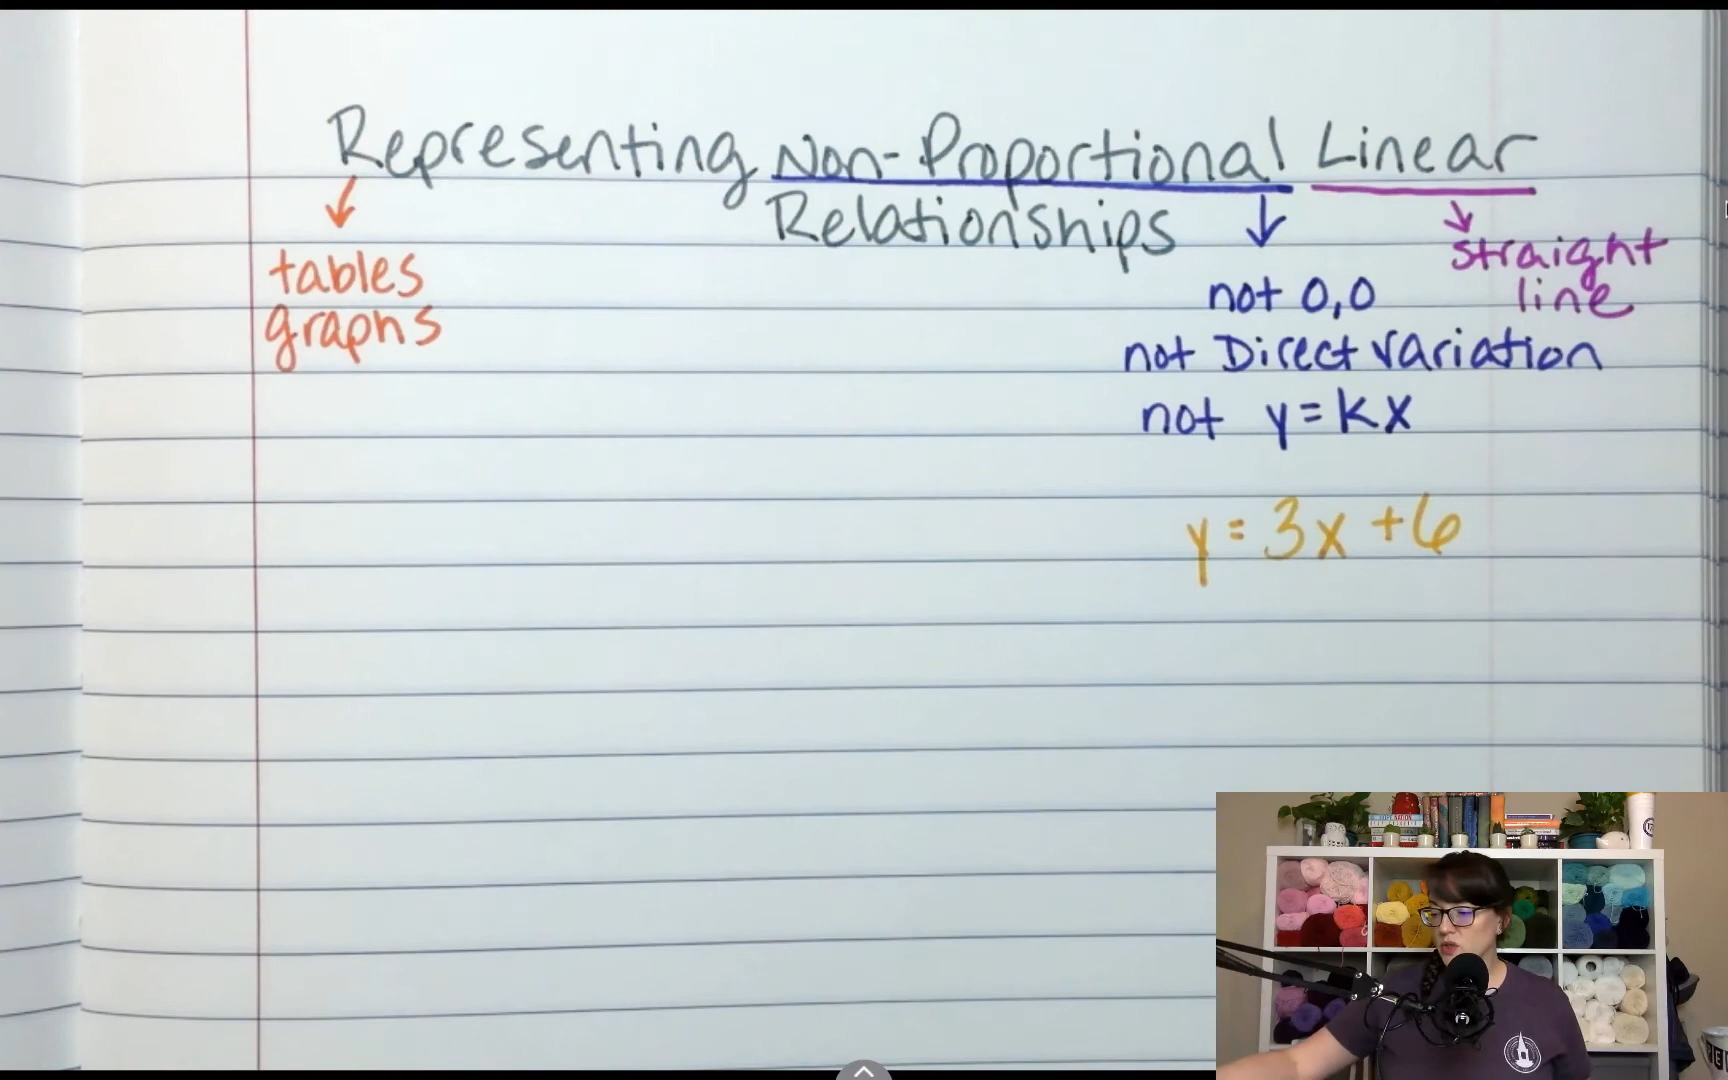 Representing Non-Proportional Linear
Relationships
tables
graphs
straight
line
not 0,0
not Direct variation
not y = kx
y = 3x + 6